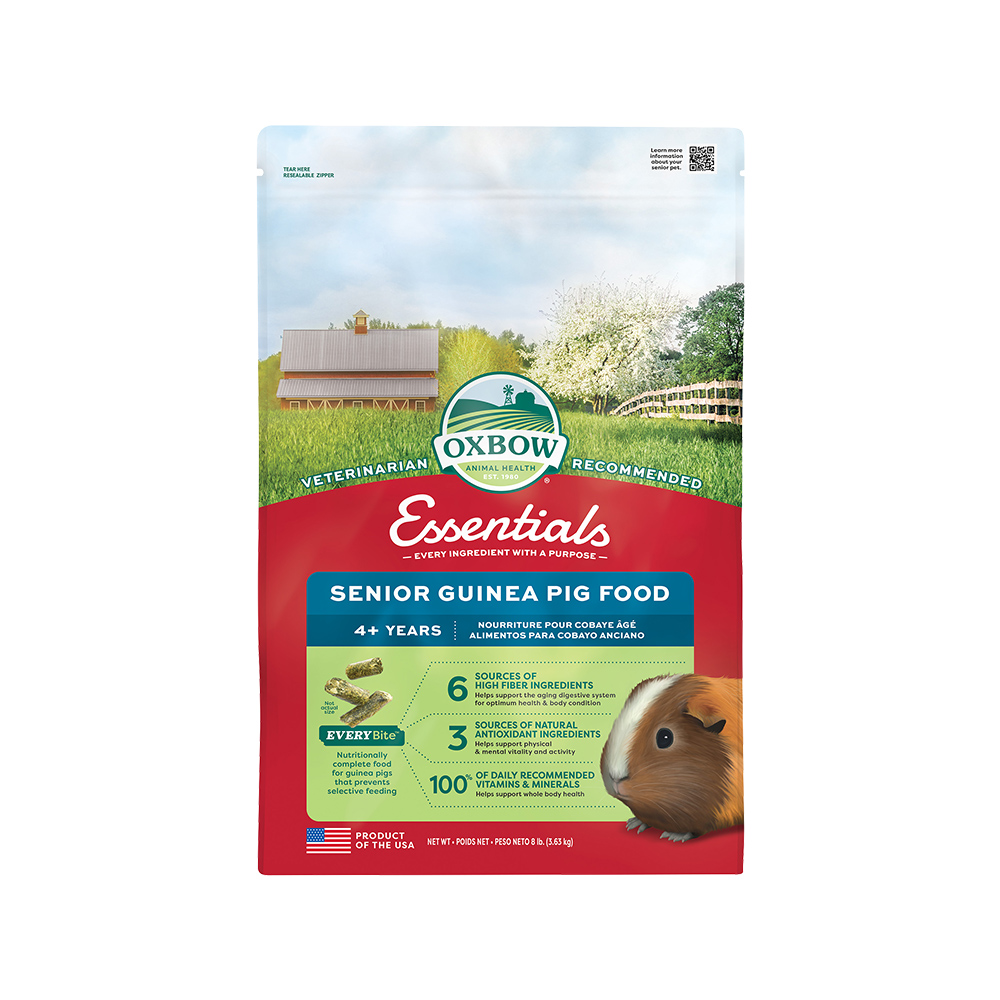 TEAR HERE
RESEALABLE ZIPPER
Learn more
information
about your
senior pet.
OXBOW
ANIMAL HEALTH
EST. 1980
®
VETERINARIAN RECOMMENDED
Essentials
— EVERY INGREDIENT WITH A PURPOSE —
SENIOR GUINEA PIG FOOD
4+ YEARS
NOURRITURE POUR COBAYE ÂGÉ
ALIMENTOS PARA COBAYO ANCIANO
Not
actual
size
EVERYBite™
Nutritionally
complete food
for guinea pigs
that prevents
selective feeding
6 SOURCES OF
HIGH FIBER INGREDIENTS
Helps support the aging digestive system
for optimum health & body condition
3 SOURCES OF NATURAL
ANTIOXIDANT INGREDIENTS
Helps support physical
& mental vitality and activity
100% OF DAILY RECOMMENDED
VITAMINS & MINERALS
Helps support whole body health
PRODUCT
OF THE USA
NET WT • POIDS NET • PESO NETO 8 lb. (3.63 kg)